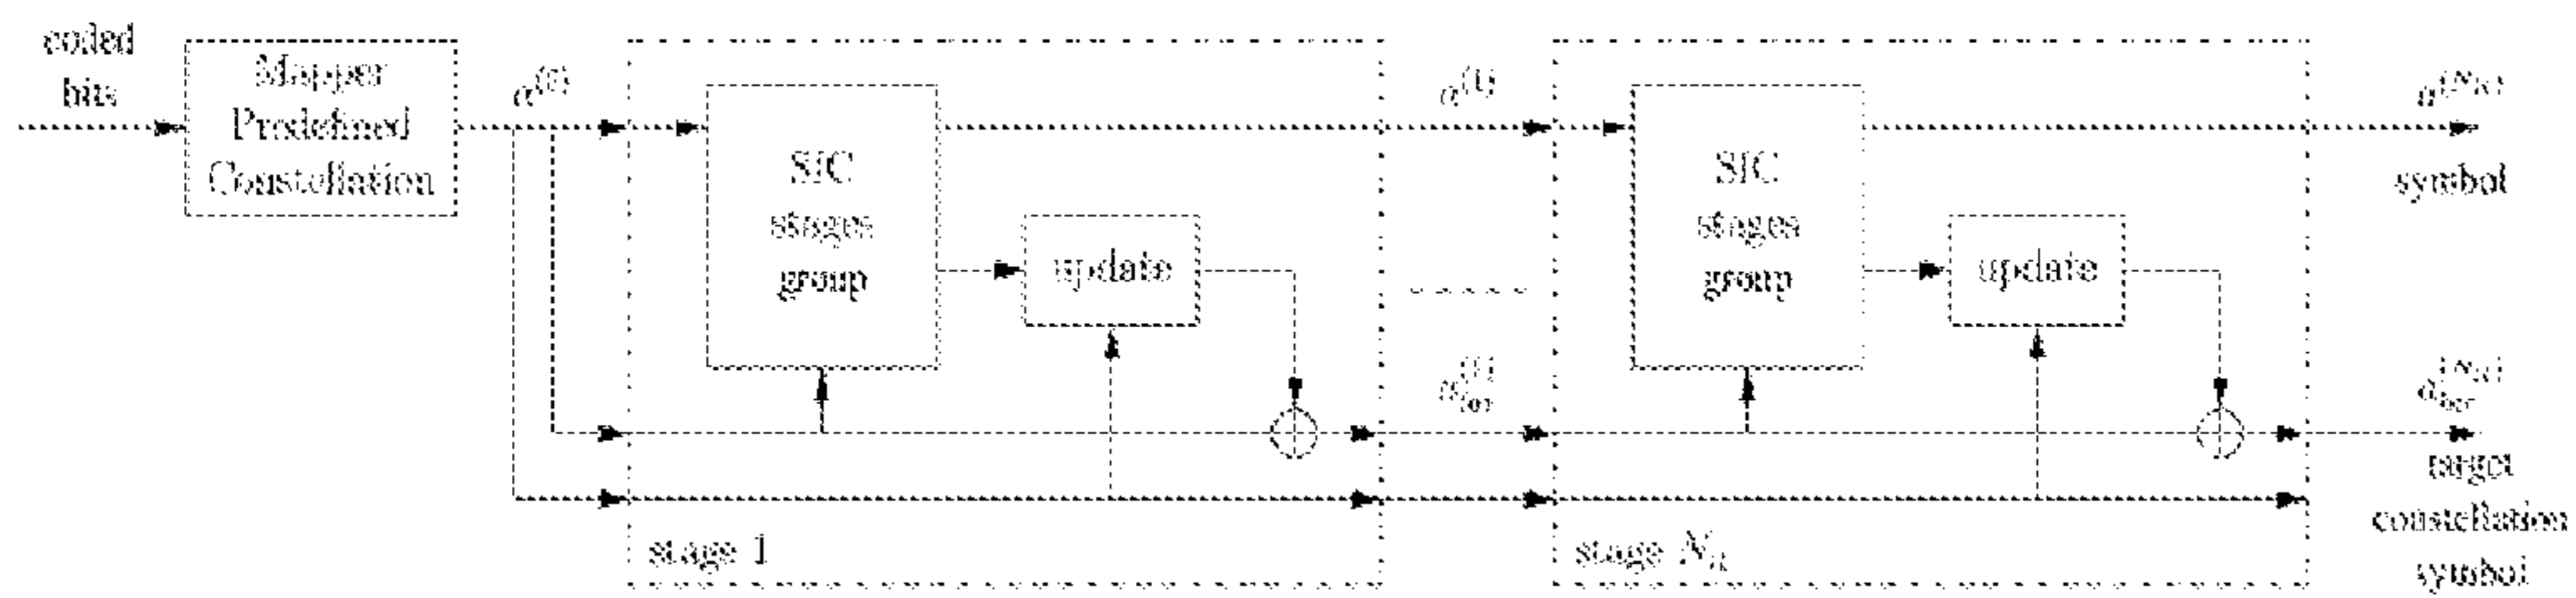 coded
bits
Mapper
Predefined
Constellation
SIC
stages
group
update
stage 1
SIC
stages
group
update
stage
symbol
target
constellation
symbol